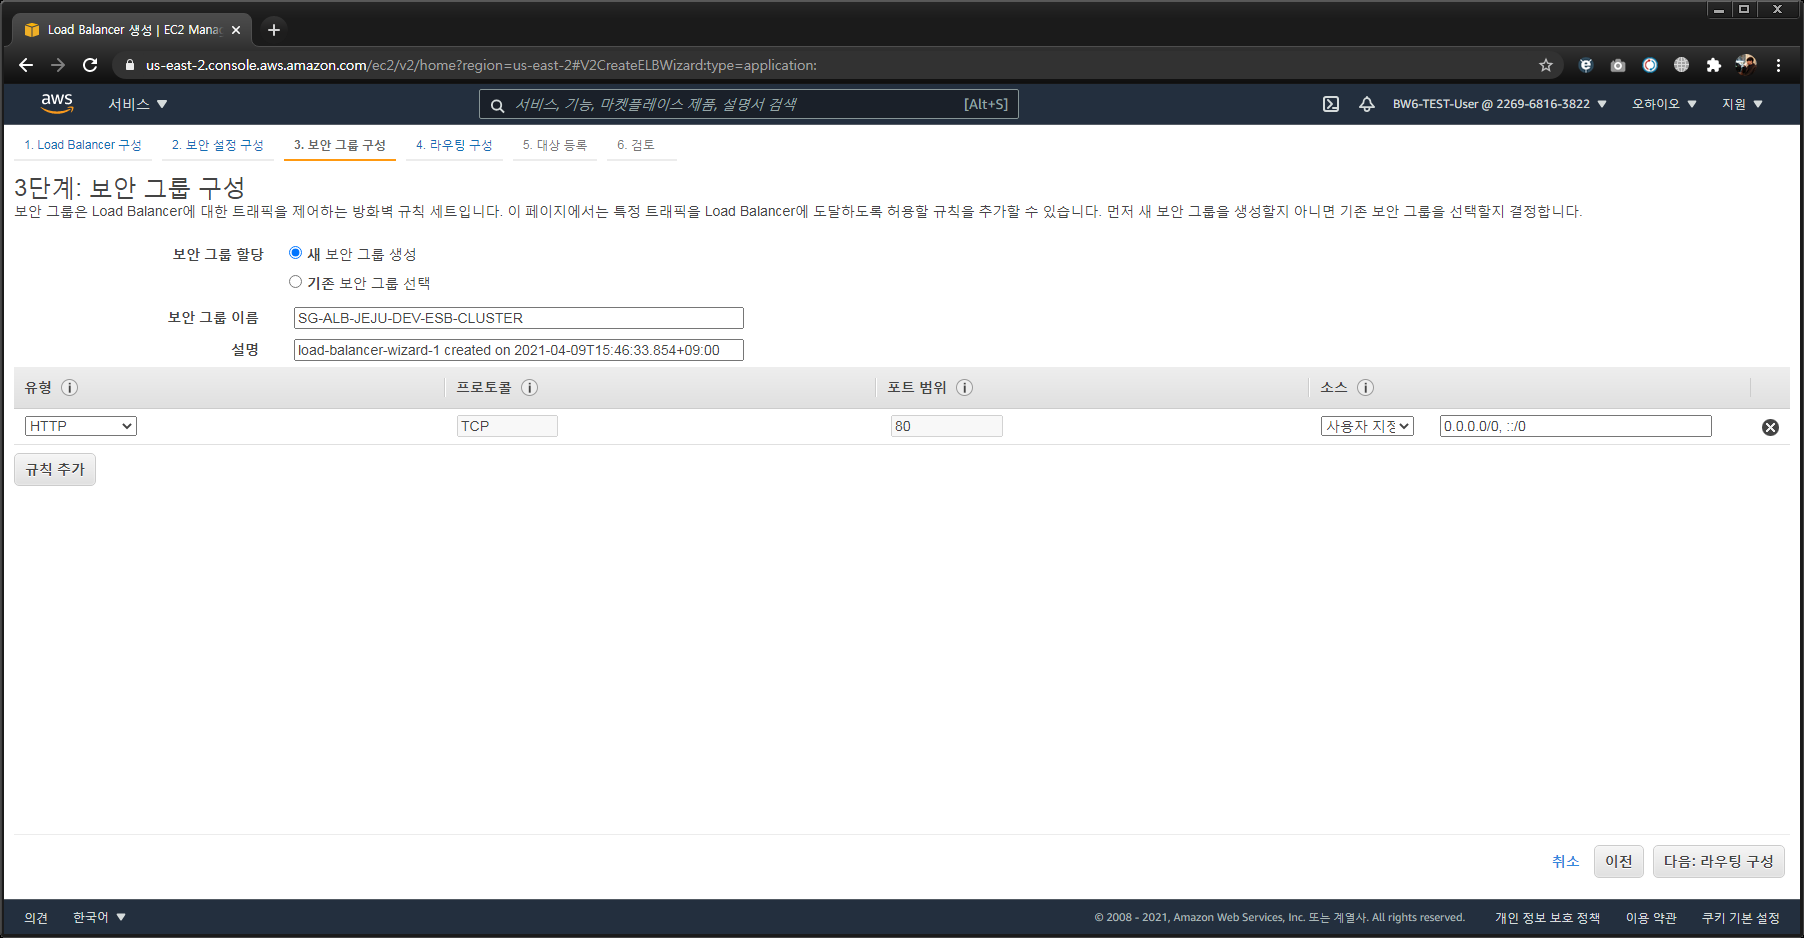 Load Balancer 생성 | EC2 Mana
us-east-2.console.aws.amazon.com/ec2/v2/home?region=us-east-2#V2CreateELBWizard:type=application:
aws 서비스 서비스, 기능, 마켓플레이스 제품, 설명서 검색 [Alt+S] BW6-TEST-User @ 2269-6816-3822 오하이오 지원
1. Load Balancer 구성 2. 보안 설정 구성 3. 보안 그룹 구성 4. 라우팅 구성 5. 대상 등록 6. 검토
3단계: 보안 그룹 구성
보안 그룹은 Load Balancer에 대한 트래픽을 제어하는 방화벽 규칙 세트입니다. 이 페이지에서는 특정 트래픽을 Load Balancer에 도달하도록 허용할 규칙을 추가할 수 있습니다. 먼저 새 보안 그룹을 생성할지 아니면 기존 보안 그룹을 선택할지 결정합니다.
보안 그룹 할당 새 보안 그룹 생성
기존 보안 그룹 선택
보안 그룹 이름 SG-ALB-JEJU-DEV-ESB-CLUSTER
설명 load-balancer-wizard-1 created on 2021-04-09T15:46:33.854+09:00
유형 프로토콜 포트 범위 소스
HTTP TCP 80 사용자 지정 0.0.0.0/0, ::/0
규칙 추가
취소 이전 다음: 라우팅 구성
의견 한국어 © 2008 - 2021, Amazon Web Services, Inc. 또는 계열사. All rights reserved. 개인 정보 보호 정책 이용 약관 쿠키 기본 설정